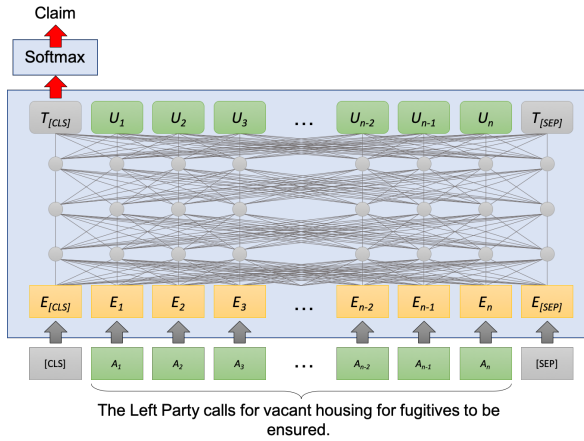 Claim
Softmax
T[CLS] U1 U2 U3 ... Un-2 Un-1 Un T[SEP]
E[CLS] E1 E2 E3 ... En-2 En-1 En E[SEP]
[CLS] A1 A2 A3 ... An-2 An-1 An [SEP]
The Left Party calls for vacant housing for fugitives to be
ensured.